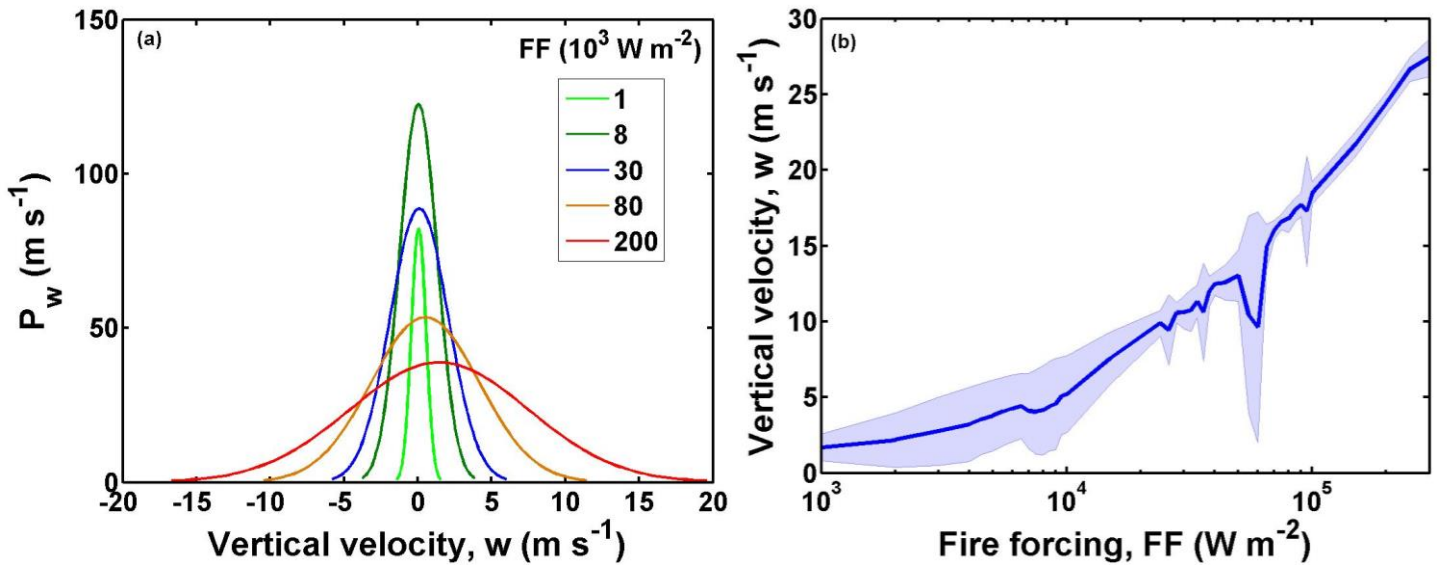 (a)
FF (10³ W m⁻²)
1
8
30
80
200
150
100
50
0
P_w (m s⁻¹)
-20 -15 -10 -5 0 5 10 15 20
Vertical velocity, w (m s⁻¹)
(b)
30
25
20
15
10
5
0
Vertical velocity, w (m s⁻¹)
10³ 10⁴ 10⁵
Fire forcing, FF (W m⁻²)